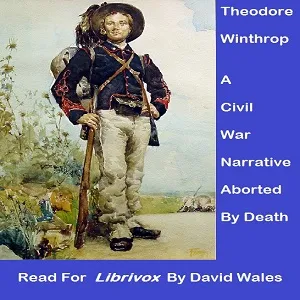 Theodore
Winthrop
A
Civil
War
Narrative
Aborted
By Death
Read For Librivox By David Wales